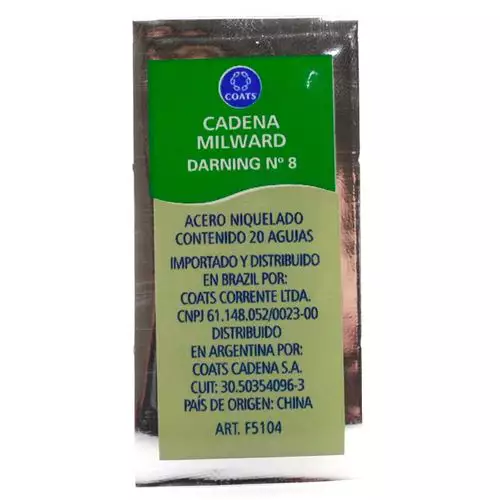 COATS
CADENA
MILWARD
DARNING Nº 8
ACERO NIQUELADO
CONTENIDO 20 AGUJAS
IMPORTADO Y DISTRIBUIDO
EN BRAZIL POR:
COATS CORRENTE LTDA.
CNPJ 61.148.052/0023-00
DISTRIBUIDO
EN ARGENTINA POR:
COATS CADENA S.A.
CUIT: 30.50354096-3
PAÍS DE ORIGEN: CHINA
ART. F5104